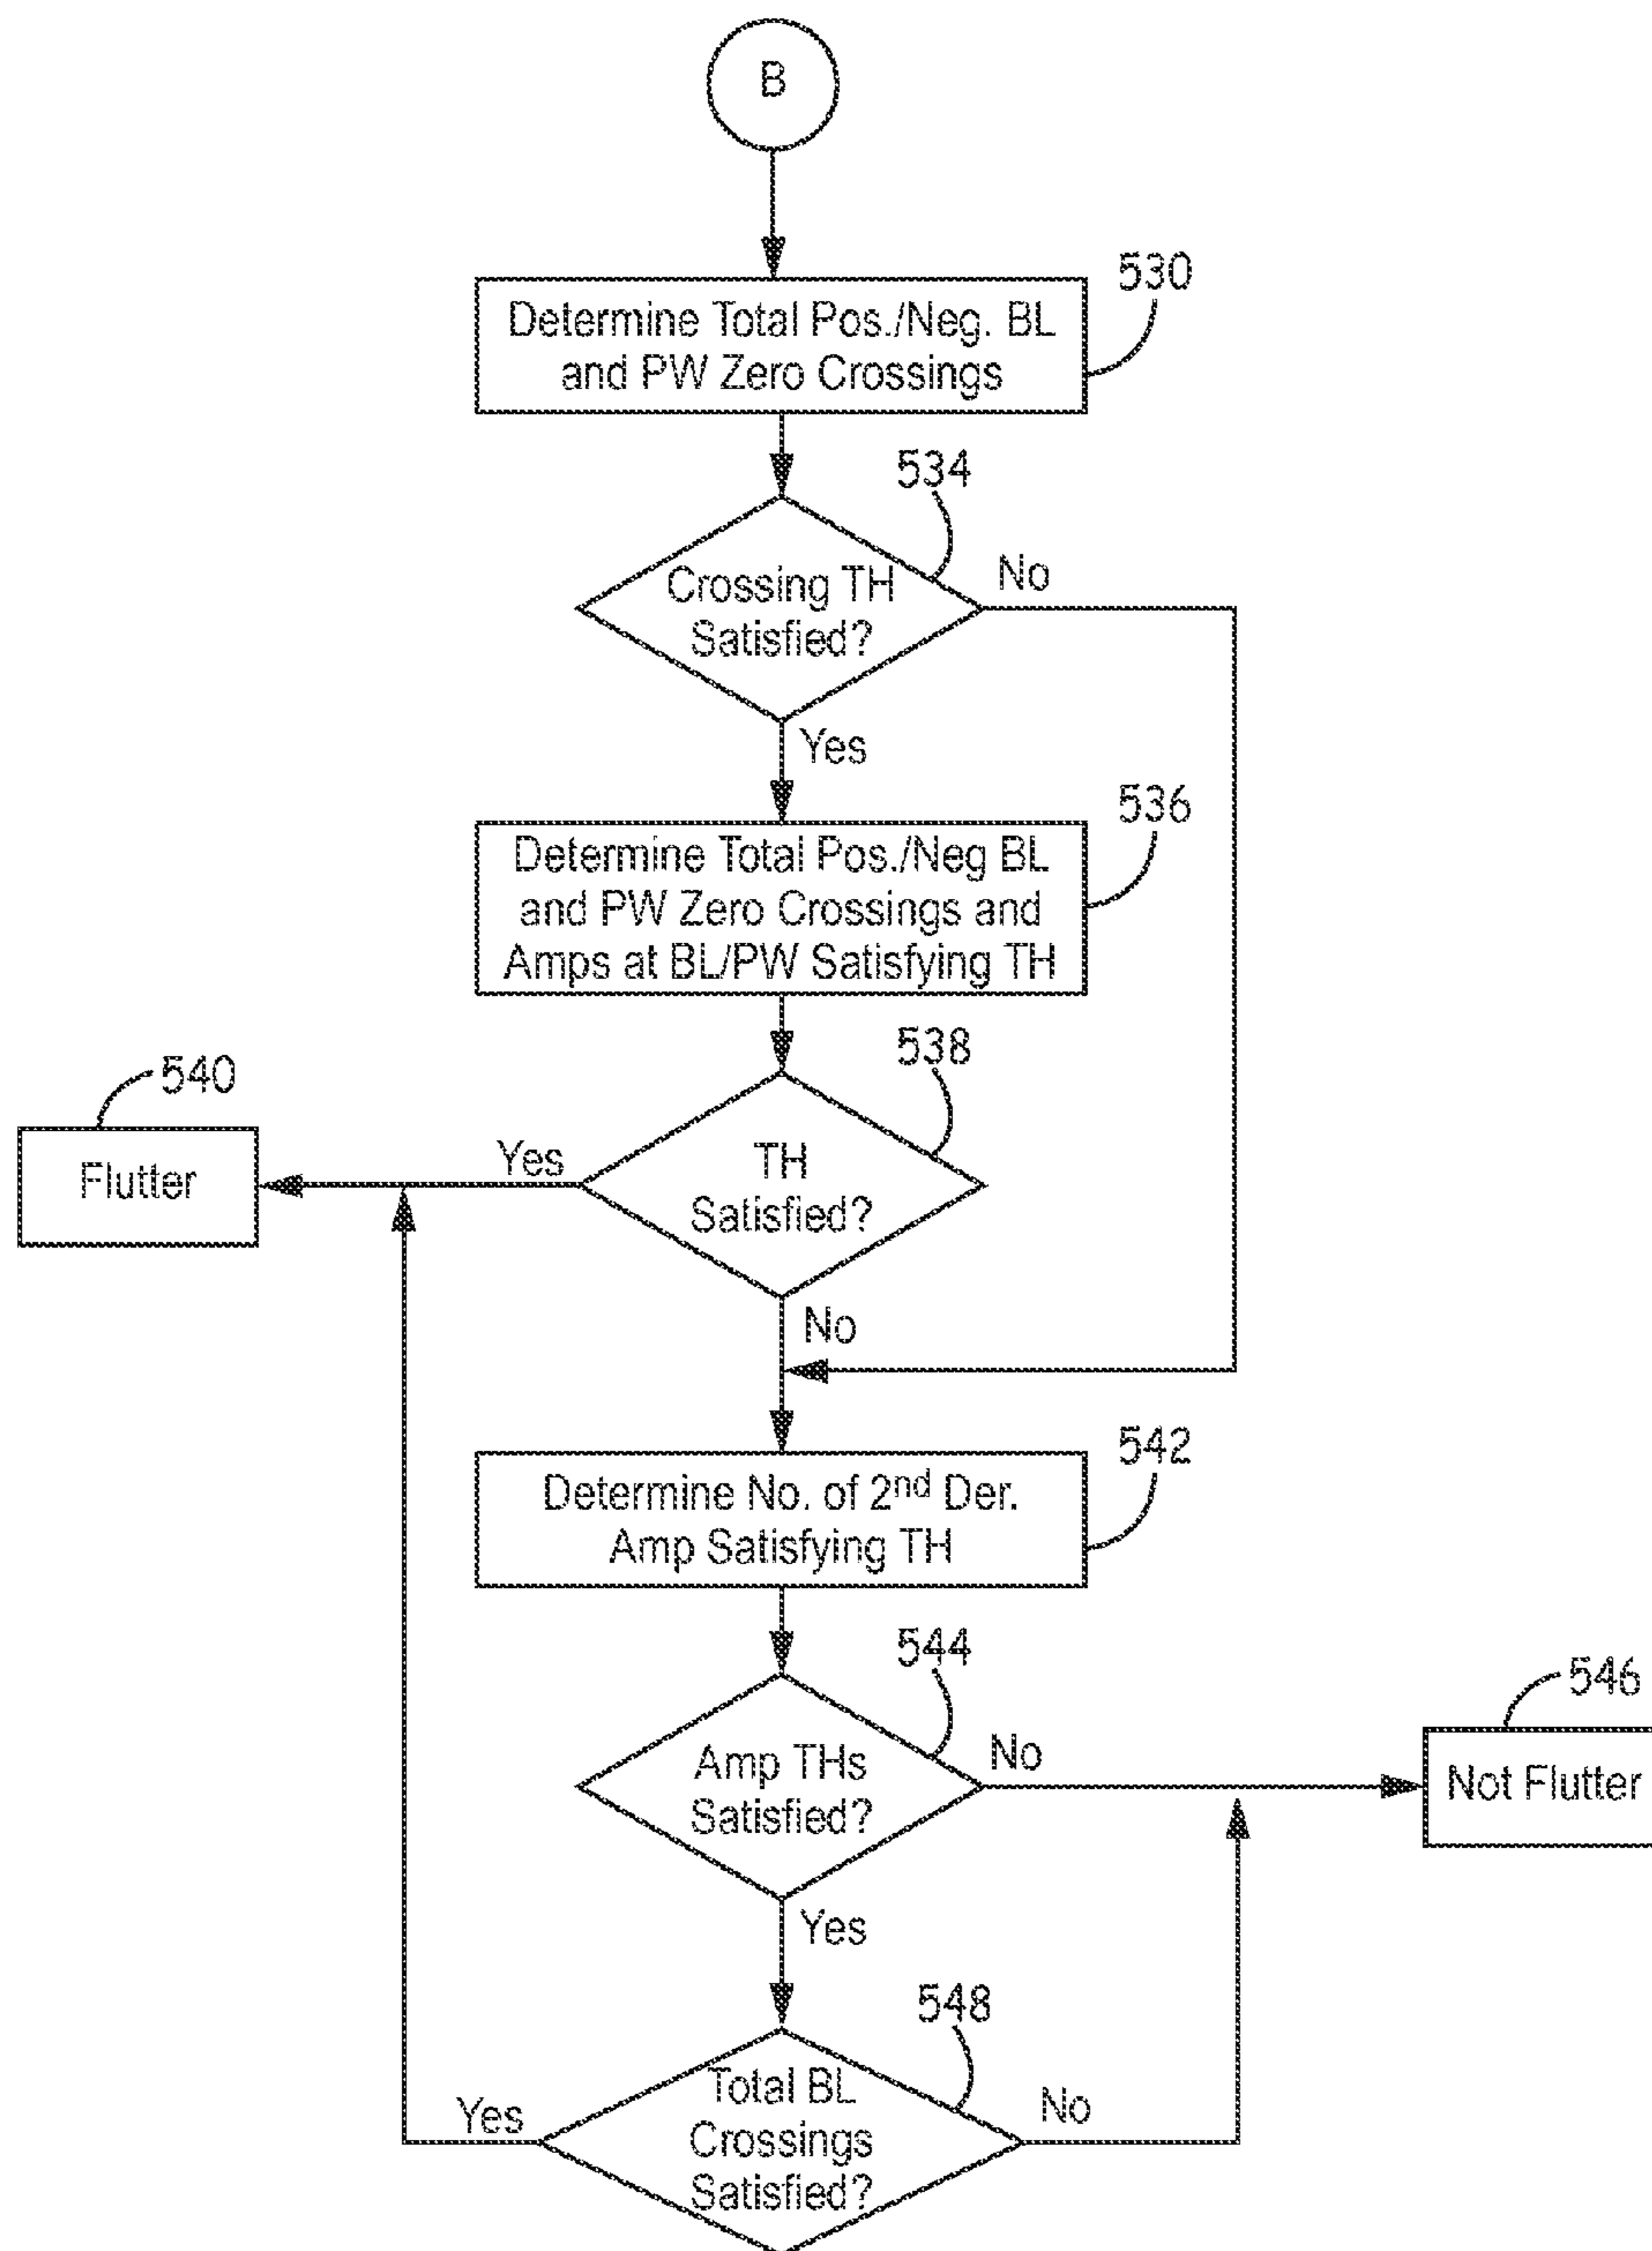 B
530
Determine Total Pos./Neg. BL
and PW Zero Crossings
534
Crossing TH
Satisfied?
No
Yes
536
Determine Total Pos./Neg BL
and PW Zero Crossings and
Amps at BL/PW Satisfying TH
538
540
Flutter
Yes
TH
Satisfied?
No
542
Determine No. of 2nd Der.
Amp Satisfying TH
544
Amp THs
Satisfied?
No
546
Not Flutter
Yes
548
Total BL
Crossings
Satisfied?
Yes
No